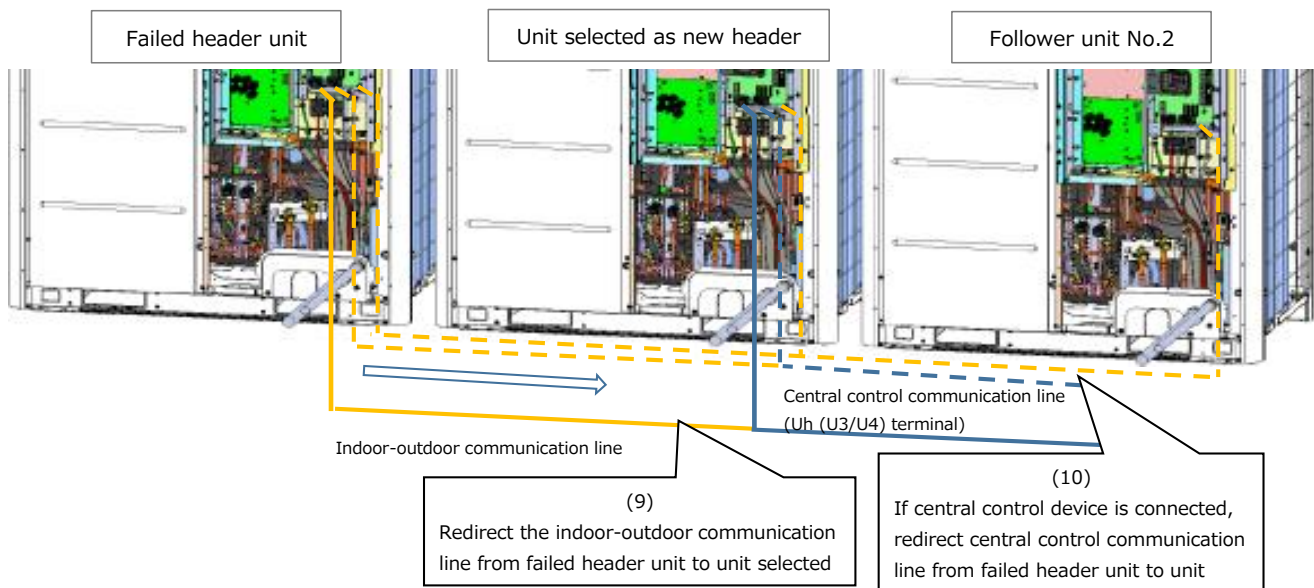 Failed header unit
Unit selected as new header
Follower unit No.2
Central control communication line
(Uh (U3/U4) terminal)
Indoor-outdoor communication line
(9)
Redirect the indoor-outdoor communication
line from failed header unit to unit selected
(10)
If central control device is connected,
redirect central control communication
line from failed header unit to unit